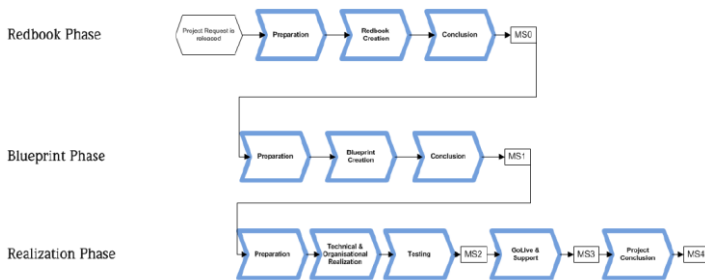 Redbook Phase
Project Request is
released
Preparation
Redbook
Creation
Conclusion
MS0
Blueprint Phase
Preparation
Blueprint
Creation
Conclusion
MS1
Realization Phase
Preparation
Technical &
Organisational
Realization
Testing
MS2
GoLive &
Support
MS3
Project
Conclusion
MS4